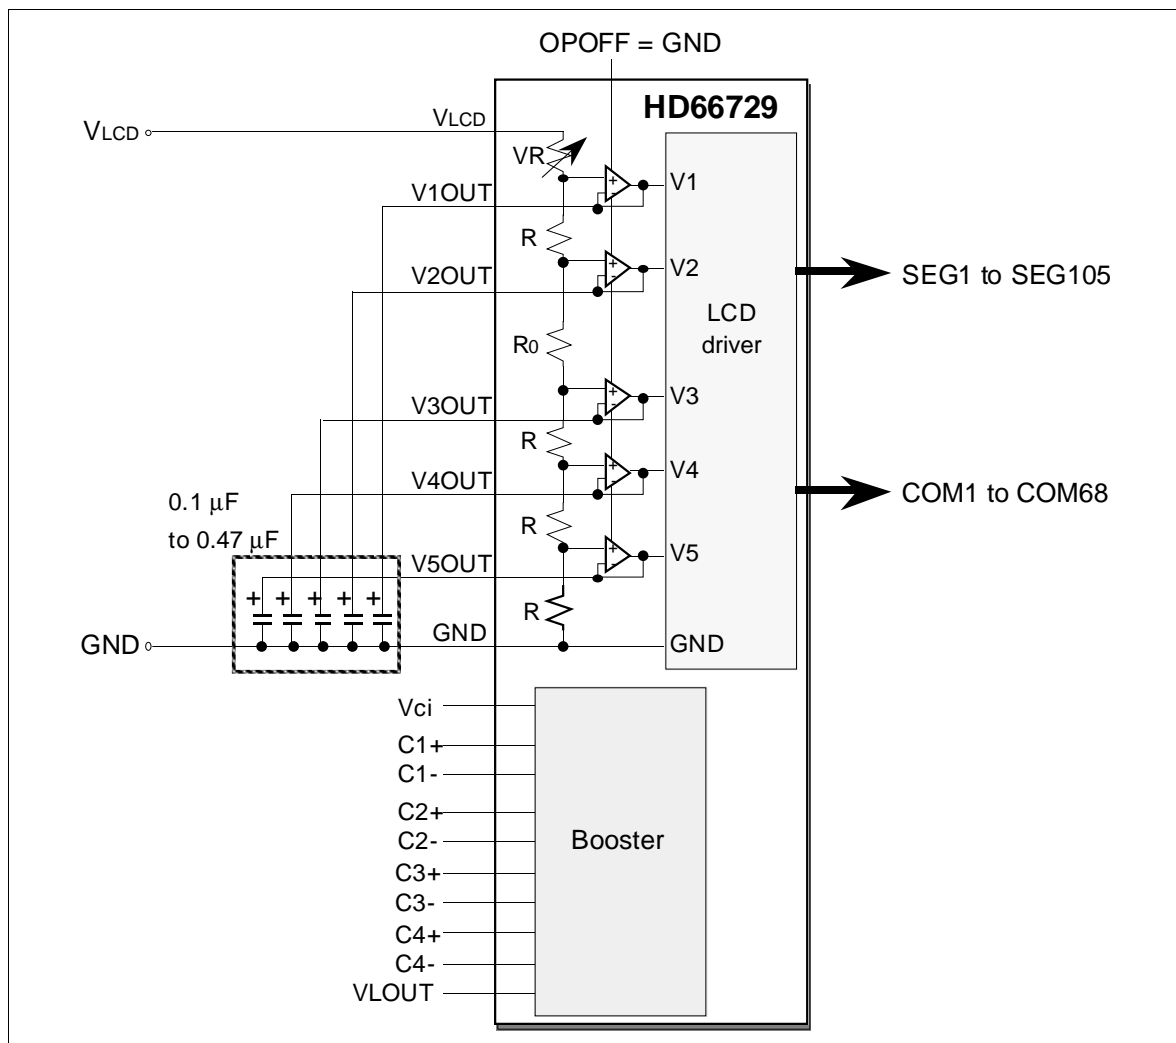 OPOFF = GND
HD66729
VLCD
VLCD
VR
V1
V1OUT
R
V2
V2OUT
SEG1 to SEG105
LCD
driver
R0
V3
V3OUT
R
V4
V4OUT
COM1 to COM68
0.1 µF
to 0.47 µF
R
V5
V5OUT
+ + + + +
R
GND
GND
GND
Vci
C1+
C1-
C2+
C2-
Booster
C3+
C3-
C4+
C4-
VLOUT